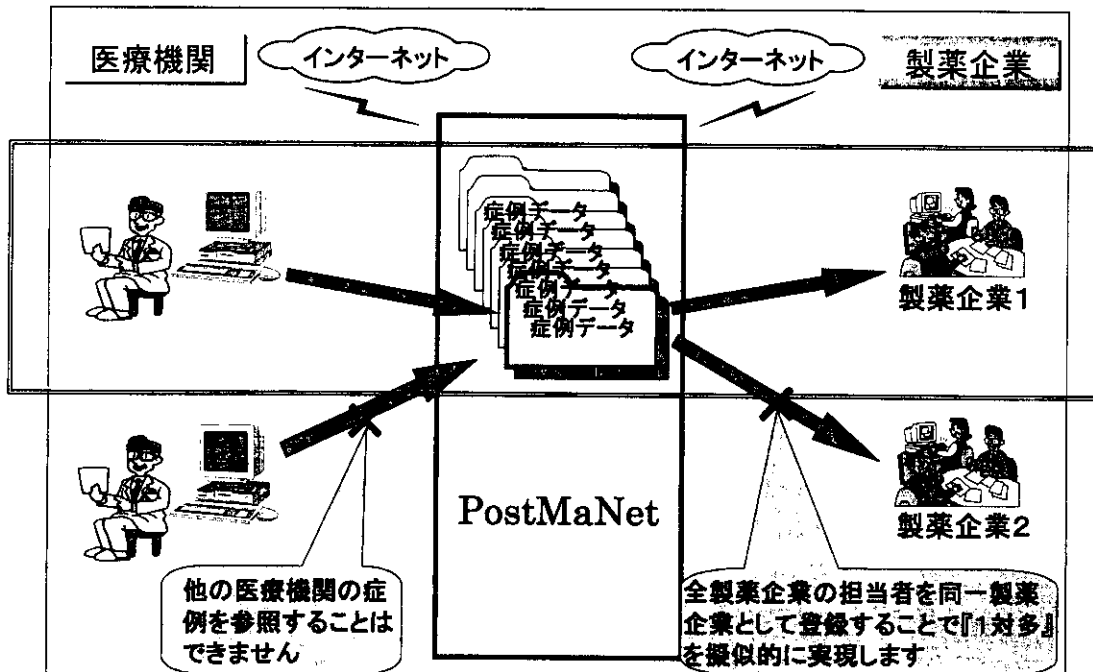 医療機関
インターネット
インターネット
製薬企業
症例データ
症例データ
症例データ
症例データ
症例データ
症例データ
症例データ
製薬企業1
PostMaNet
製薬企業2
他の医療機関の症
例を参照することは
できません
全製薬企業の担当者を同一製薬
企業として登録することで『1対多』
を擬似的に実現します